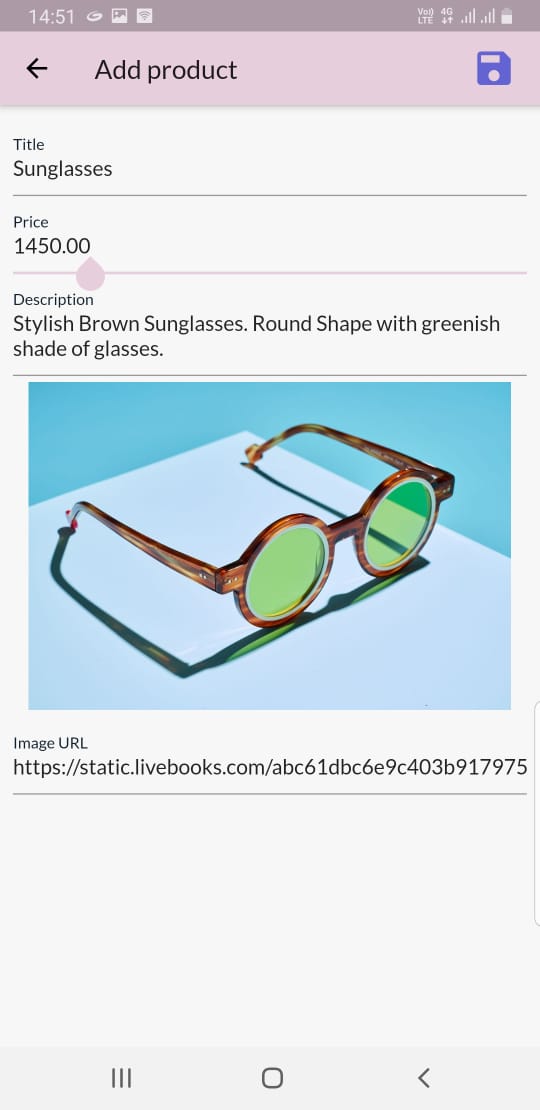 14:51
Vo)) LTE 4G
Add product
Title
Sunglasses
Price
1450.00
Description
Stylish Brown Sunglasses. Round Shape with greenish
shade of glasses.
Image URL
https://static.livebooks.com/abc61dbc6e9c403b917975